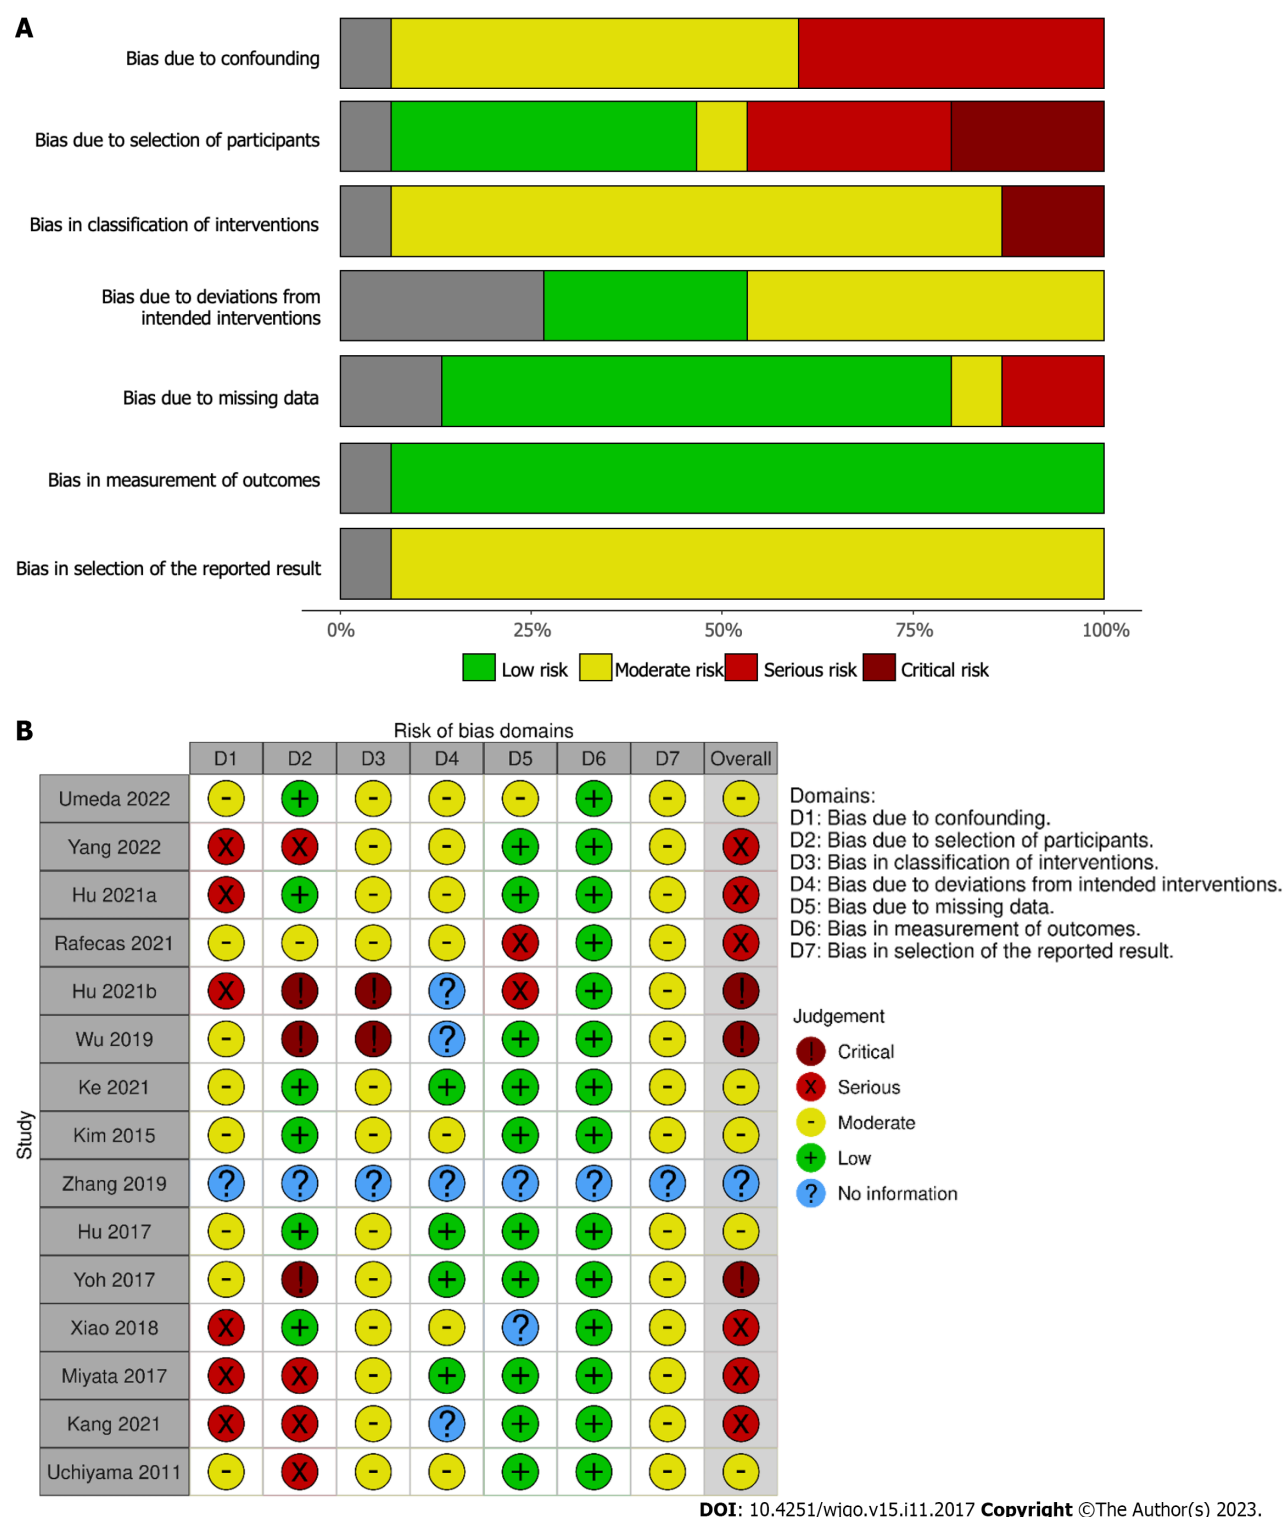 A
Bias due to confounding
Bias due to selection of participants
Bias in classification of interventions
Bias due to deviations from
intended interventions
Bias due to missing data
Bias in measurement of outcomes
Bias in selection of the reported result
0% 25% 50% 75% 100%
Low risk Moderate risk Serious risk Critical risk
B
Risk of bias domains
D1 D2 D3 D4 D5 D6 D7 Overall
Study
Umeda 2022 - + - - - + - -
Yang 2022 X X - - + + - X
Hu 2021a X + - - + + - X
Rafecas 2021 - - - - X + - X
Hu 2021b X ! ! ? X + - !
Wu 2019 - ! ! ? + + - !
Ke 2021 - + - + + + - -
Kim 2015 - + - - + + - -
Zhang 2019 ? ? ? ? ? ? ? ?
Hu 2017 - + - + + + - -
Yoh 2017 - ! - + + + - !
Xiao 2018 X + - - ? + - X
Miyata 2017 X X - + + + - X
Kang 2021 X X - ? + + - X
Uchiyama 2011 - X - - + + - -
Domains:
D1: Bias due to confounding.
D2: Bias due to selection of participants.
D3: Bias in classification of interventions.
D4: Bias due to deviations from intended interventions.
D5: Bias due to missing data.
D6: Bias in measurement of outcomes.
D7: Bias in selection of the reported result.
Judgement
! Critical
X Serious
- Moderate
+ Low
? No information
DOI: 10.4251/wjgo.v15.i11.2017 Copyright ©The Author(s) 2023.